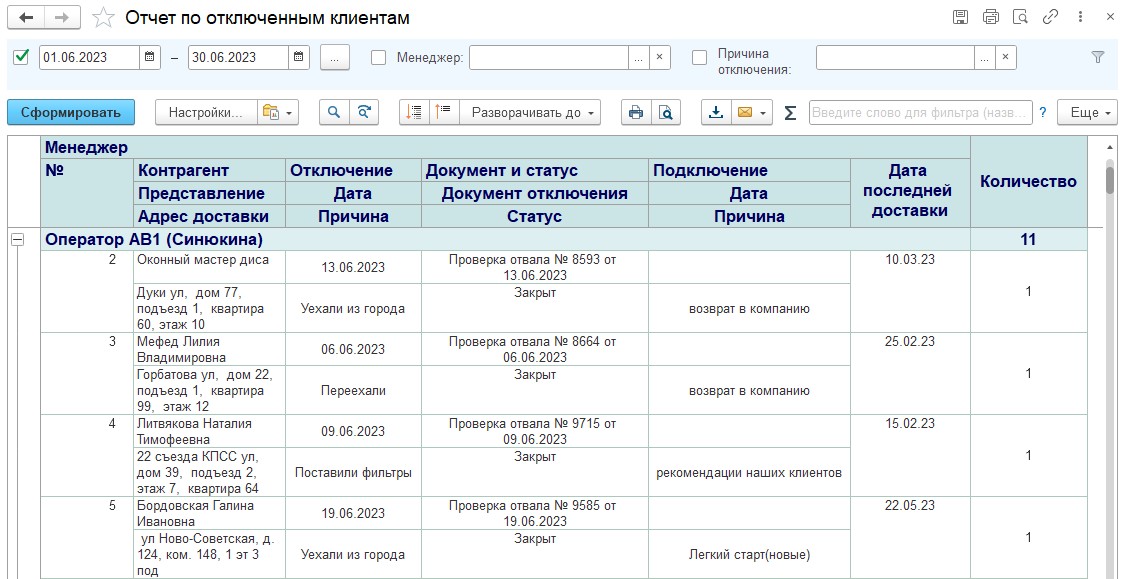 Отчет по отключенным клиентам
01.06.2023 – 30.06.2023 ... Менеджер: ... × Причина отключения: ... ×
Сформировать Настройки... Разворачивать до Σ Введите слово для фильтра (назв... ? Еще
Менеджер
№ Контрагент Отключение Документ и статус Подключение Дата последней доставки Количество
Представление Дата Документ отключения Дата
Адрес доставки Причина Статус Причина
Оператор АВ1 (Синюкина) 11
2 Оконный мастер диса 13.06.2023 Проверка отвала № 8593 от 13.06.2023 10.03.23 1
Дуки ул, дом 77, подъезд 1, квартира 60, этаж 10 Уехали из города Закрыт возврат в компанию
3 Мефед Лилия Владимировна 06.06.2023 Проверка отвала № 8664 от 06.06.2023 25.02.23 1
Горбатова ул, дом 22, подъезд 1, квартира 99, этаж 12 Переехали Закрыт возврат в компанию
4 Литвякова Наталия Тимофеевна 09.06.2023 Проверка отвала № 9715 от 09.06.2023 15.02.23 1
22 съезда КПСС ул, дом 39, подъезд 2, этаж 7, квартира 64 Поставили фильтры Закрыт рекомендации наших клиентов
5 Бордовская Галина Ивановна 19.06.2023 Проверка отвала № 9585 от 19.06.2023 22.05.23 1
ул Ново-Советская, д. 124, ком. 148, 1 эт 3 под Уехали из города Закрыт Легкий старт(новые)